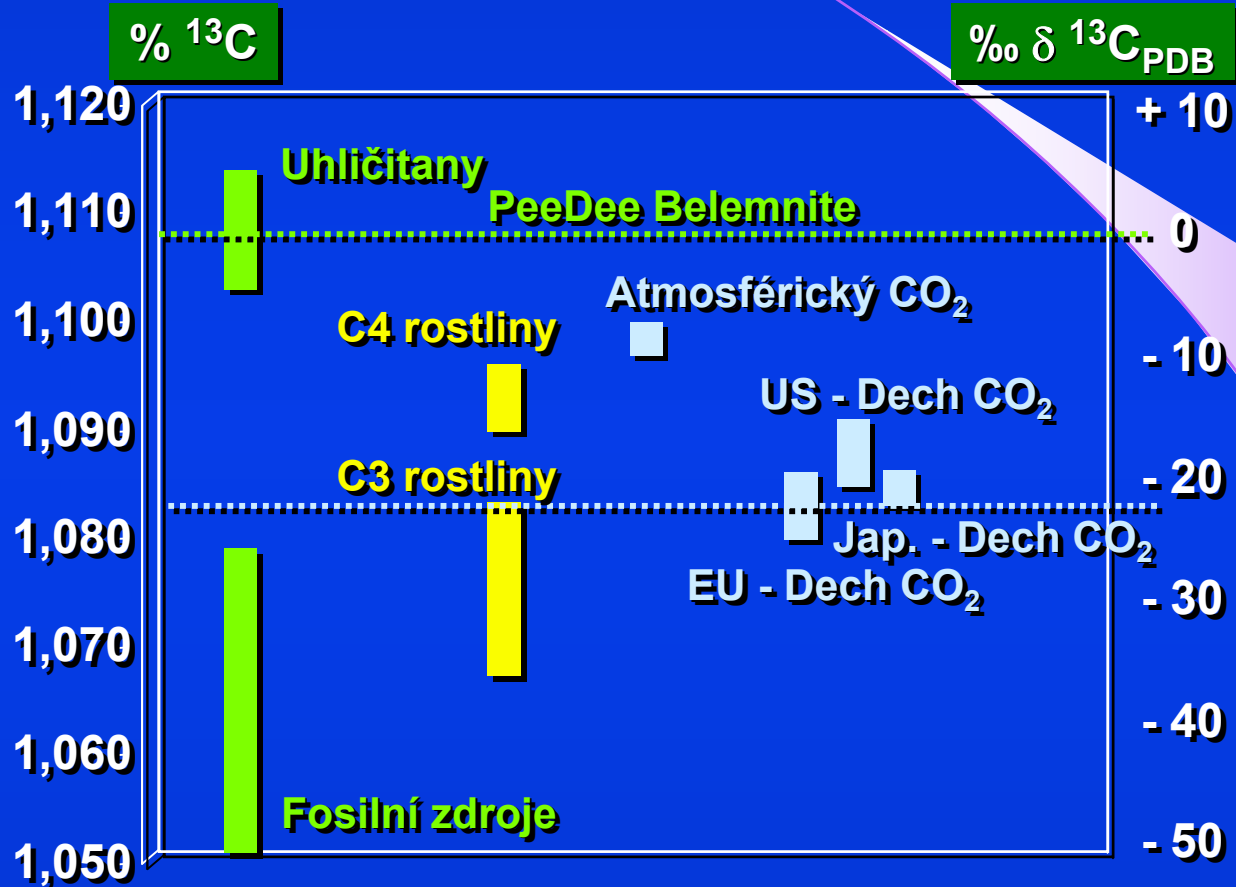 % ¹³C
‰ δ ¹³C_PDB
1,120
+ 10
Uhličitany
1,110
PeeDee Belemnite
0
Atmosférický CO₂
1,100
C4 rostliny
- 10
US - Dech CO₂
1,090
C3 rostliny
- 20
1,080
Jap. - Dech CO₂
EU - Dech CO₂
- 30
1,070
- 40
1,060
Fosilní zdroje
- 50
1,050